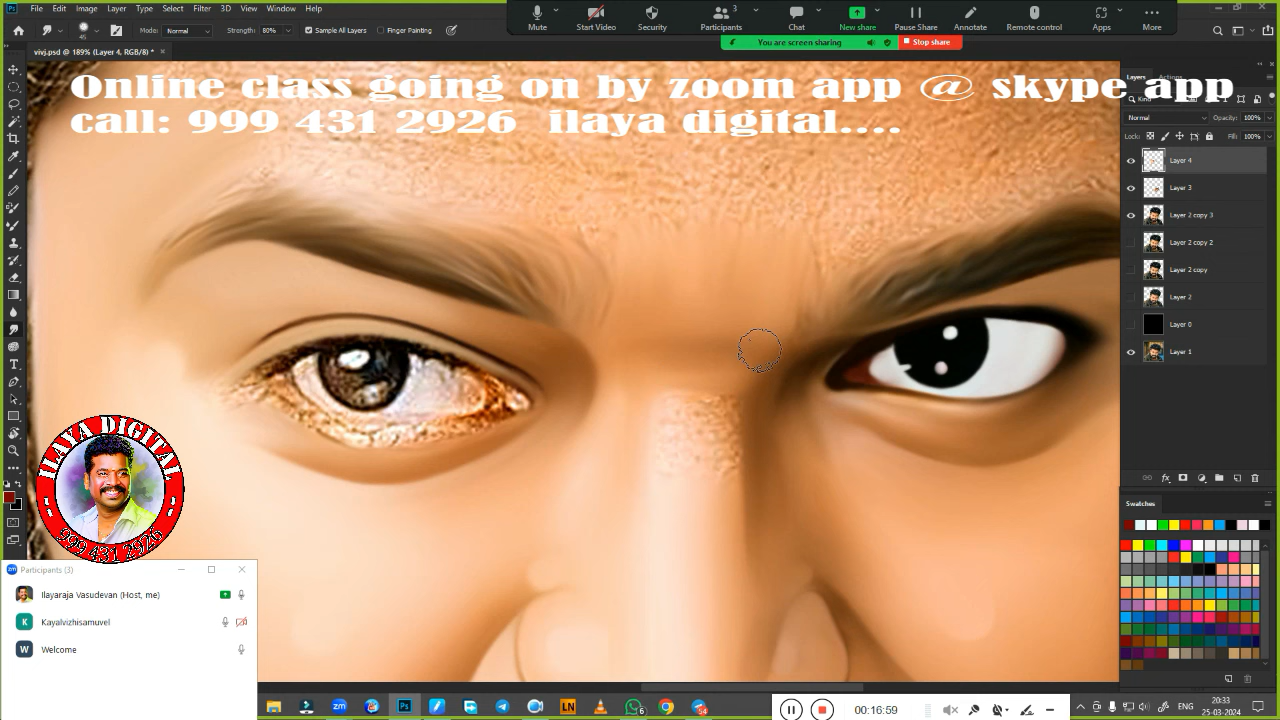 File Edit Image Layer Type Select Filter 3D View Window Help
Mute Start Video Security Participants 3 Chat New share Pause Share Annotate Remote control Apps More
45 Mode: Normal Strength: 80% Sample All Layers Finger Painting
You are screen sharing Stop share
vivj.psd @ 189% (Layer 4, RGB/8) *
Online class going on by zoom app @ skype app
call: 999 431 2926 ilaya digital....
Layers Actions
Kind
Normal Opacity: 100%
Lock: Fill: 100%
Layer 4
Layer 3
Layer 2 copy 3
Layer 2 copy 2
Layer 2 copy
Layer 2
Layer 0
Layer 1
Swatches
ILAYA DIGITAL
999 431 2926
Participants (3)
Ilayaraja Vasudevan (Host, me)
K Kayalvizhisamuvel
W Welcome
00:16:59
ENG
20:33
25-03-2024